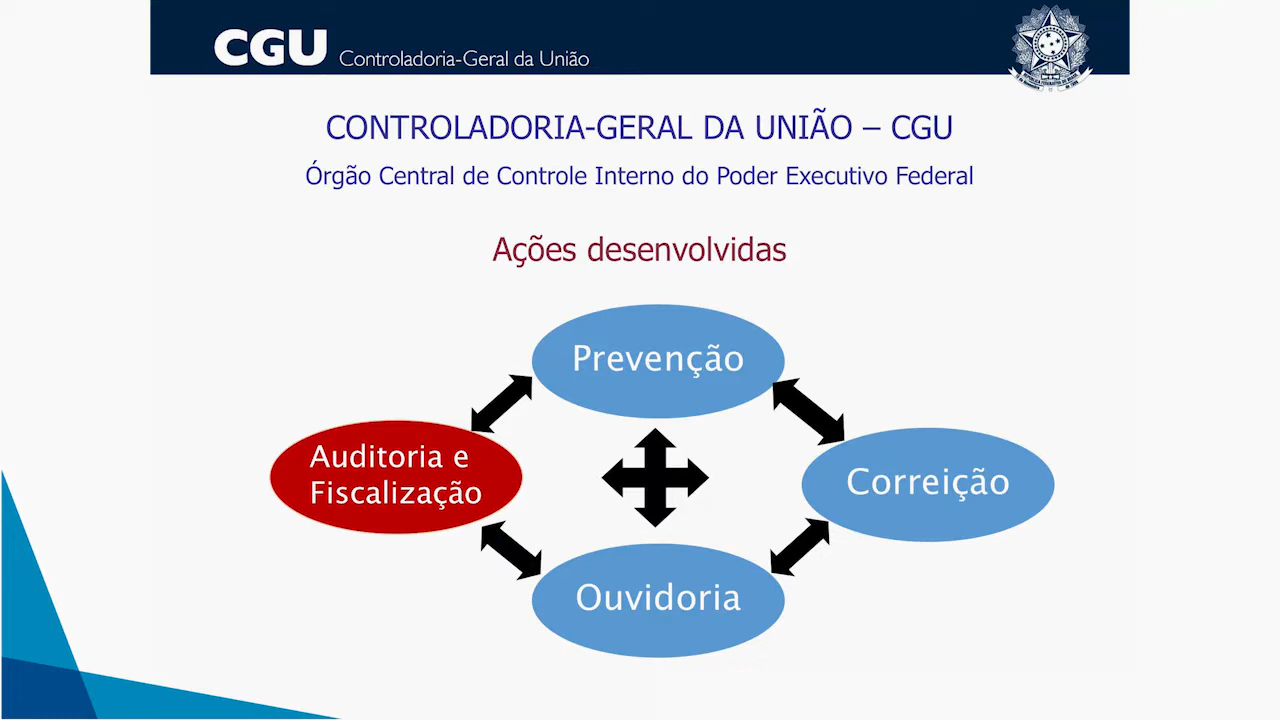 CGU Controladoria-Geral da União
CONTROLADORIA-GERAL DA UNIÃO – CGU
Órgão Central de Controle Interno do Poder Executivo Federal
Ações desenvolvidas
Prevenção
Auditoria e
Fiscalização
Correição
Ouvidoria